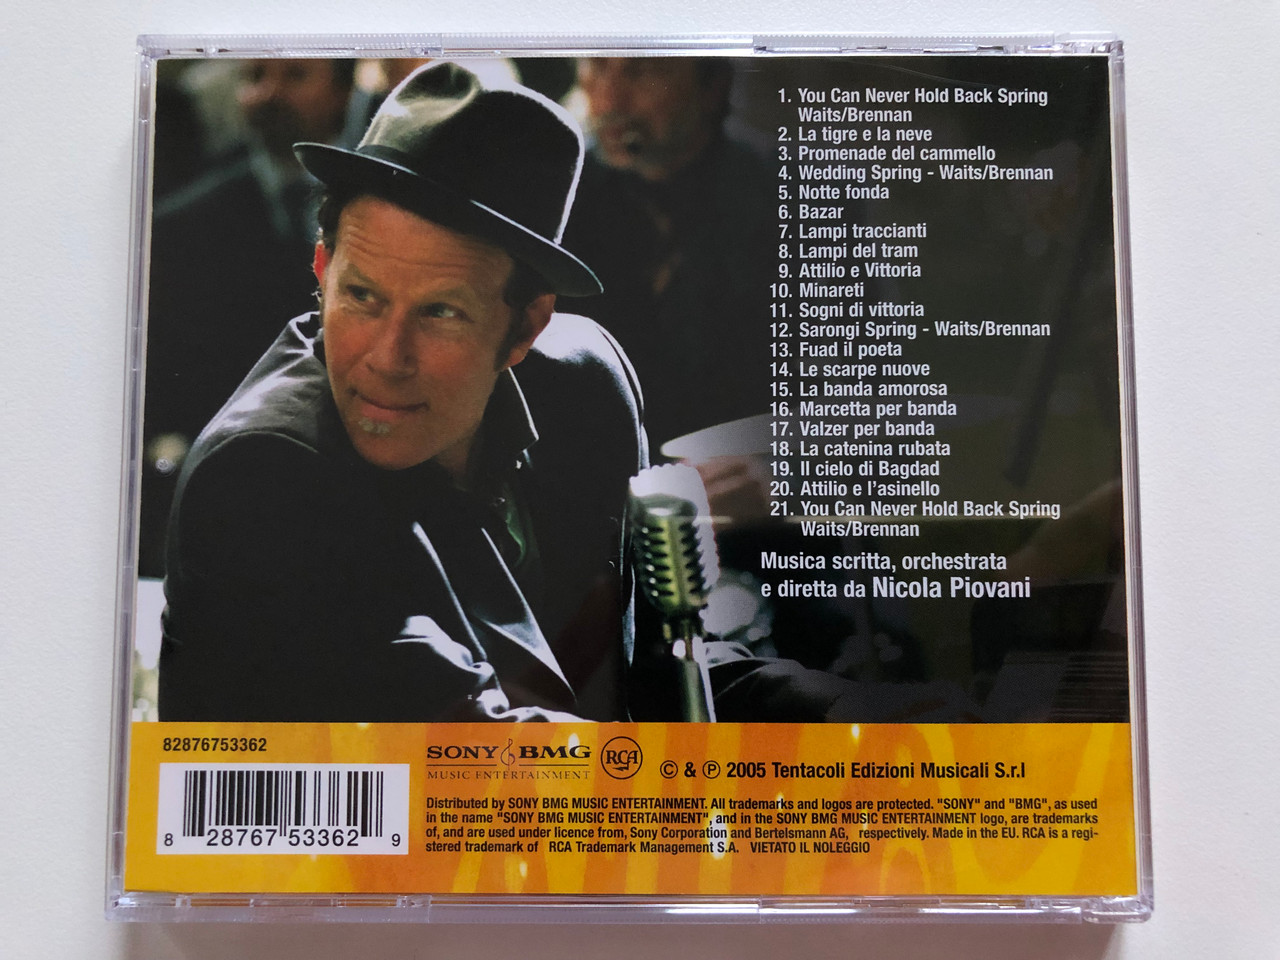 1. You Can Never Hold Back Spring
Waits/Brennan
2. La tigre e la neve
3. Promenade del cammello
4. Wedding Spring - Waits/Brennan
5. Notte fonda
6. Bazar
7. Lampi traccianti
8. Lampi del tram
9. Attilio e Vittoria
10. Minareti
11. Sogni di vittoria
12. Sarongi Spring - Waits/Brennan
13. Fuad il poeta
14. Le scarpe nuove
15. La banda amorosa
16. Marcetta per banda
17. Valzer per banda
18. La catenina rubata
19. Il cielo di Bagdad
20. Attilio e l'asinello
21. You Can Never Hold Back Spring
Waits/Brennan
Musica scritta, orchestrata
e diretta da Nicola Piovani
82876753362
8 28767 53362 9
SONY BMG
MUSIC ENTERTAINMENT
RCA
© & ℗ 2005 Tentacoli Edizioni Musicali S.r.l
Distributed by SONY BMG MUSIC ENTERTAINMENT. All trademarks and logos are protected. "SONY" and "BMG", as used
in the name "SONY BMG MUSIC ENTERTAINMENT", and in the SONY BMG MUSIC ENTERTAINMENT logo, are trademarks
of, and are used under licence from, Sony Corporation and Bertelsmann AG, respectively. Made in the EU. RCA is a regi-
stered trademark of RCA Trademark Management S.A. VIETATO IL NOLEGGIO